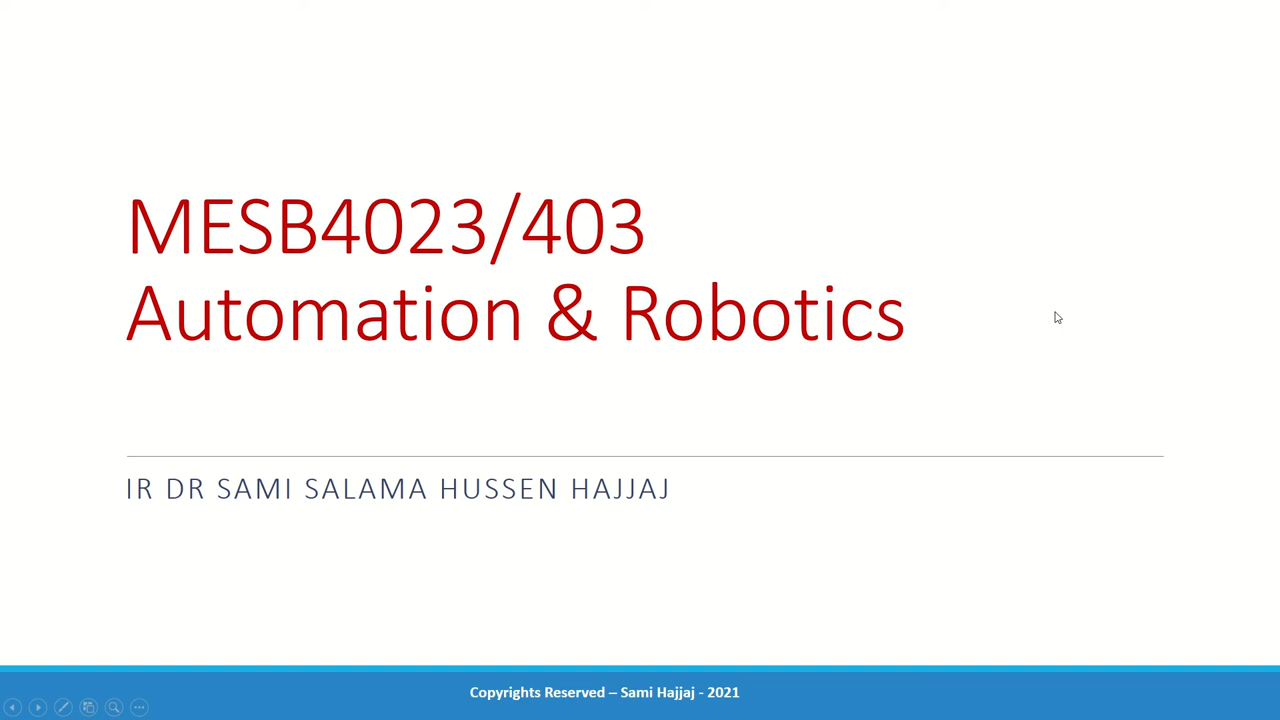 MESB4023/403
Automation & Robotics
IR DR SAMI SALAMA HUSSEN HAJJAJ
Copyrights Reserved – Sami Hajjaj - 2021